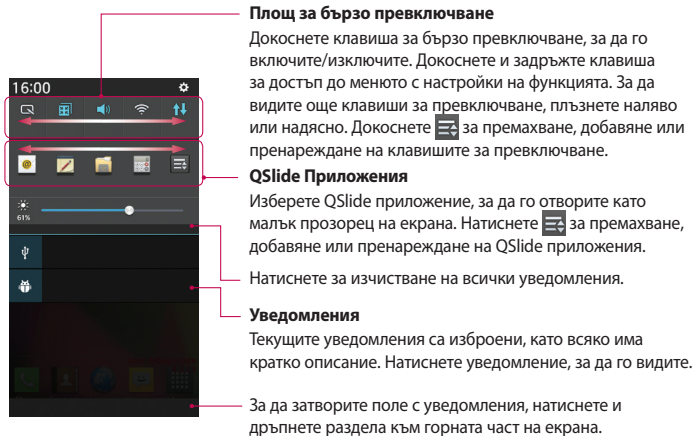 Площ за бързо превключване
Докоснете клавиша за бързо превключване, за да го
включите/изключите. Докоснете и задръжте клавиша
за достъп до менюто с настройки на функцията. За да
видите още клавиши за превключване, плъзнете наляво
или надясно. Докоснете за премахване, добавяне или
пренареждане на клавишите за превключване.
16:00
QSlide Приложения
Изберете QSlide приложение, за да го отворите като
малък прозорец на екрана. Натиснете за премахване,
добавяне или пренареждане на QSlide приложения.
61%
Натиснете за изчистване на всички уведомления.
Уведомления
Текущите уведомления са изброени, като всяко има
кратко описание. Натиснете уведомление, за да го видите.
За да затворите поле с уведомления, натиснете и
дръпнете раздела към горната част на екрана.